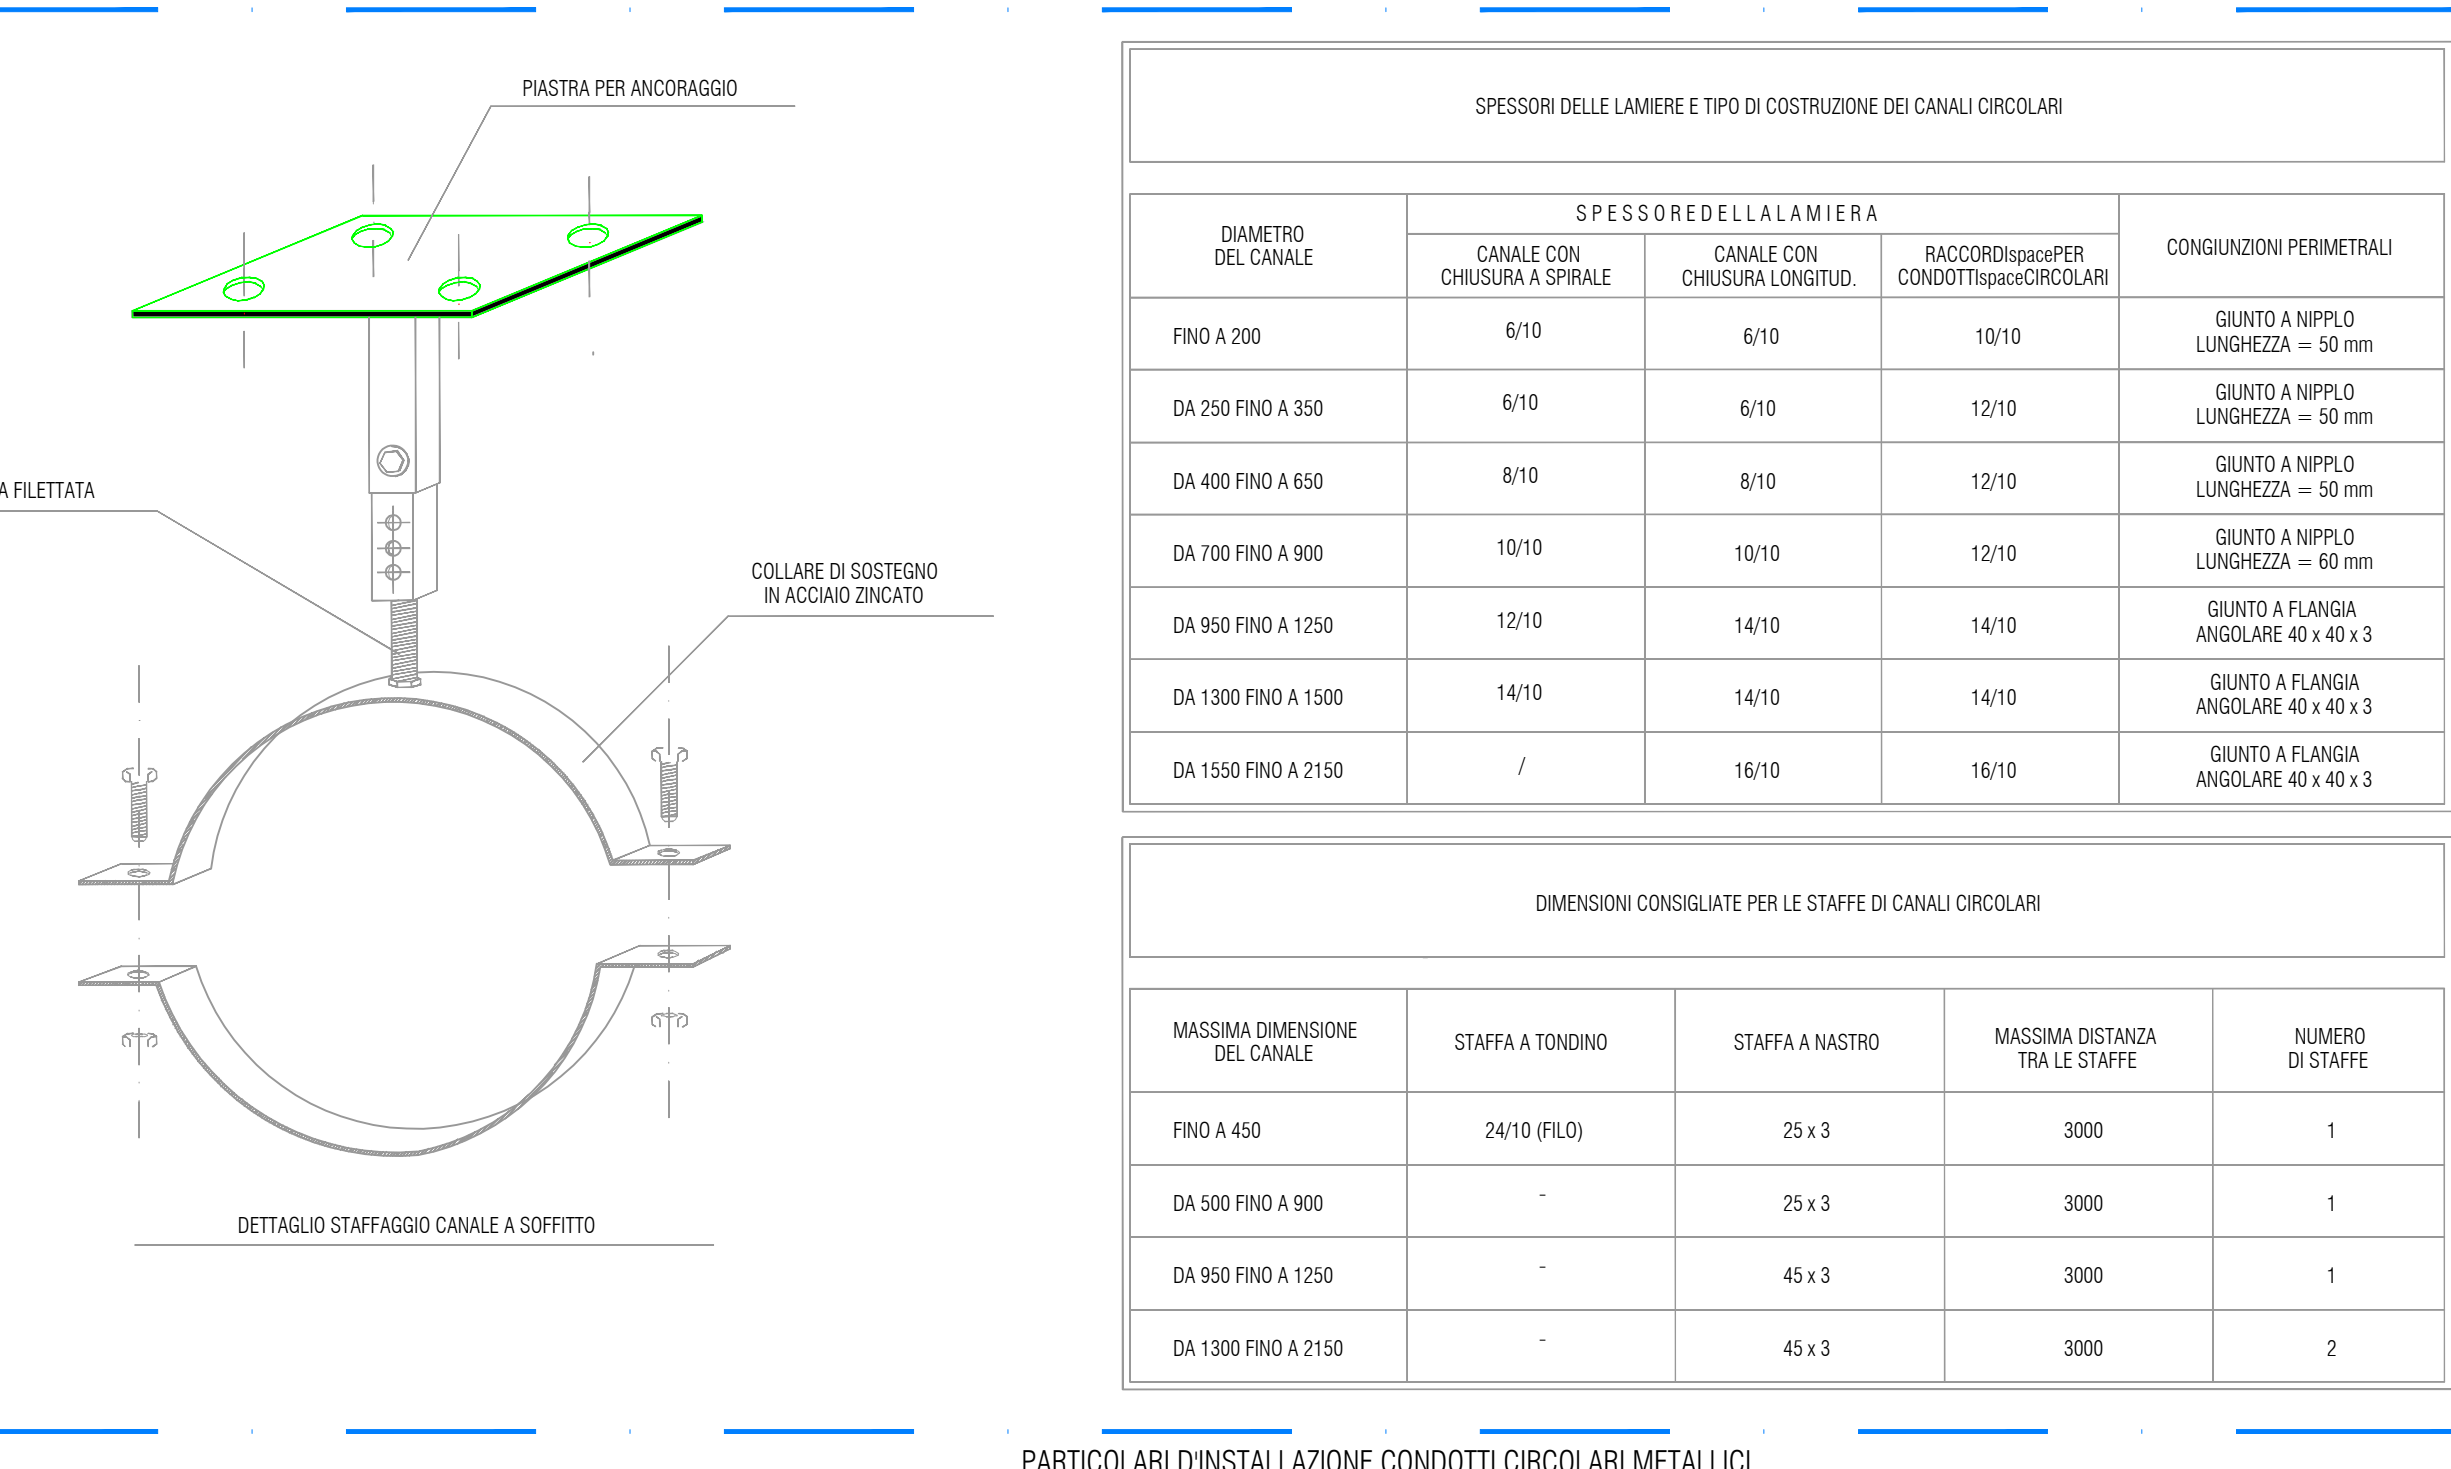 PIASTRA PER ANCORAGGIO
A FILETTATA
COLLARE DI SOSTEGNO
IN ACCIAIO ZINCATO
DETTAGLIO STAFFAGGIO CANALE A SOFFITTO
SPESSORI DELLE LAMIERE E TIPO DI COSTRUZIONE DEI CANALI CIRCOLARI
DIAMETRO
DEL CANALE
S P E S S O R E D E L L A L A M I E R A
CANALE CON
CHIUSURA A SPIRALE
CANALE CON
CHIUSURA LONGITUD.
RACCORDIspacePER
CONDOTTIspaceCIRCOLARI
CONGIUNZIONI PERIMETRALI
FINO A 200
6/10
6/10
10/10
GIUNTO A NIPPLO
LUNGHEZZA = 50 mm
DA 250 FINO A 350
6/10
6/10
12/10
GIUNTO A NIPPLO
LUNGHEZZA = 50 mm
DA 400 FINO A 650
8/10
8/10
12/10
GIUNTO A NIPPLO
LUNGHEZZA = 50 mm
DA 700 FINO A 900
10/10
10/10
12/10
GIUNTO A NIPPLO
LUNGHEZZA = 60 mm
DA 950 FINO A 1250
12/10
14/10
14/10
GIUNTO A FLANGIA
ANGOLARE 40 x 40 x 3
DA 1300 FINO A 1500
14/10
14/10
14/10
GIUNTO A FLANGIA
ANGOLARE 40 x 40 x 3
DA 1550 FINO A 2150
/
16/10
16/10
GIUNTO A FLANGIA
ANGOLARE 40 x 40 x 3
DIMENSIONI CONSIGLIATE PER LE STAFFE DI CANALI CIRCOLARI
MASSIMA DIMENSIONE
DEL CANALE
STAFFA A TONDINO
STAFFA A NASTRO
MASSIMA DISTANZA
TRA LE STAFFE
NUMERO
DI STAFFE
FINO A 450
24/10 (FILO)
25 x 3
3000
1
DA 500 FINO A 900
-
25 x 3
3000
1
DA 950 FINO A 1250
-
45 x 3
3000
1
DA 1300 FINO A 2150
-
45 x 3
3000
2
PARTICOLARI D'INSTALLAZIONE CONDOTTI CIRCOLARI METALLICI